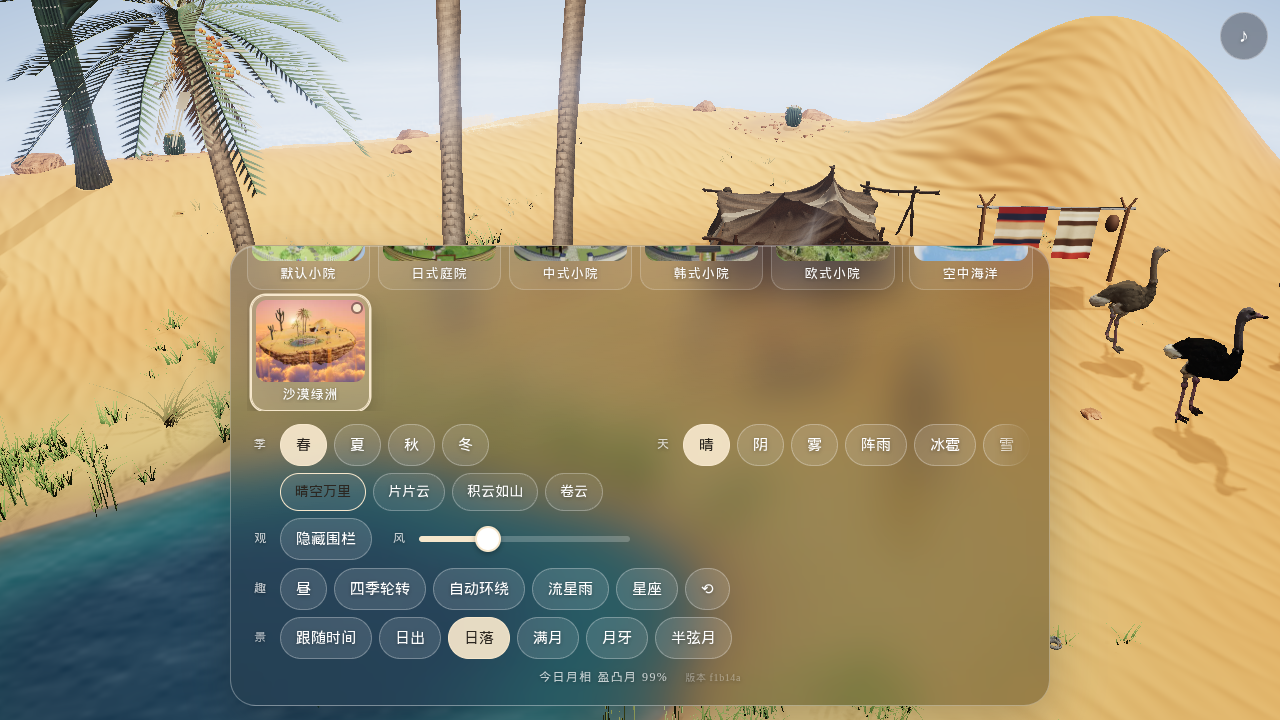 ♪
默认小院 日式庭院 中式小院 韩式小院 欧式小院 空中海洋
沙漠绿洲
季 春 夏 秋 冬 天 晴 阴 雾 阵雨 冰雹 雪
晴空万里 片片云 积云如山 卷云
观 隐藏围栏 风
趣 昼 四季轮转 自动环绕 流星雨 星座 ⟲
景 跟随时间 日出 日落 满月 月牙 半弦月
今日月相 盈凸月 99% 版本 f1b14a